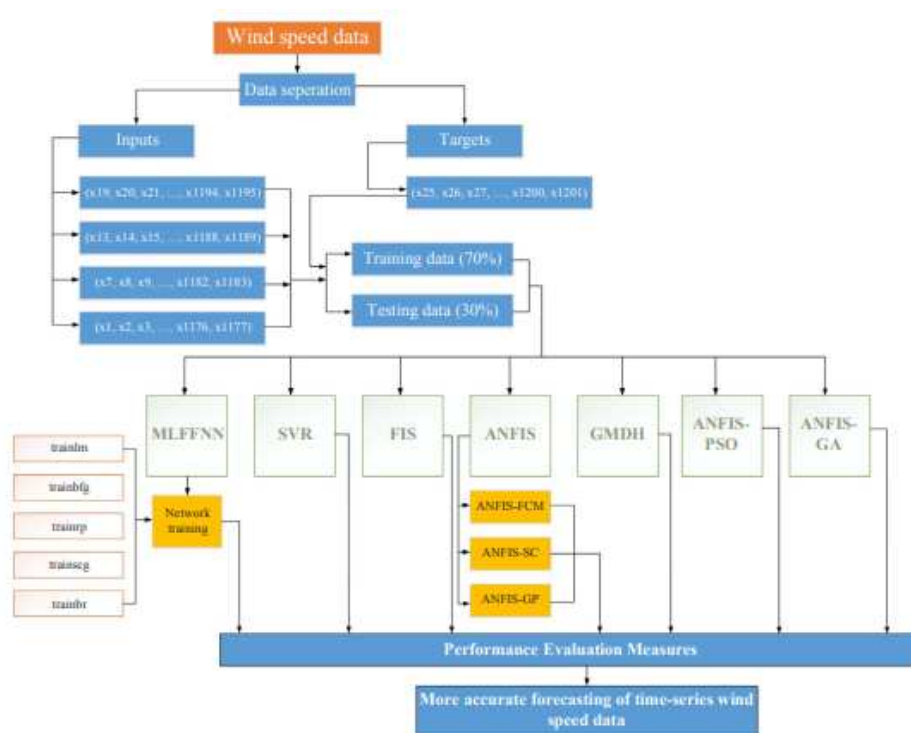 Wind speed data
Data seperation
Inputs
Targets
(x19, x20, x21, …, x1194, x1195)
(x25, x26, x27, …, x1200, x1201)
(x13, x14, x15, …, x1188, x1189)
(x7, x8, x9, …, x1182, x1183)
(x1, x2, x3, …, x1176, x1177)
Training data (70%)
Testing data (30%)
MLFFNN
SVR
FIS
ANFIS
GMDH
ANFIS-
PSO
ANFIS-
GA
trainlm
trainbfg
trainrp
trainscg
trainbr
Network
training
ANFIS-FCM
ANFIS-SC
ANFIS-GP
Performance Evaluation Measures
More accurate forecasting of time-series wind
speed data